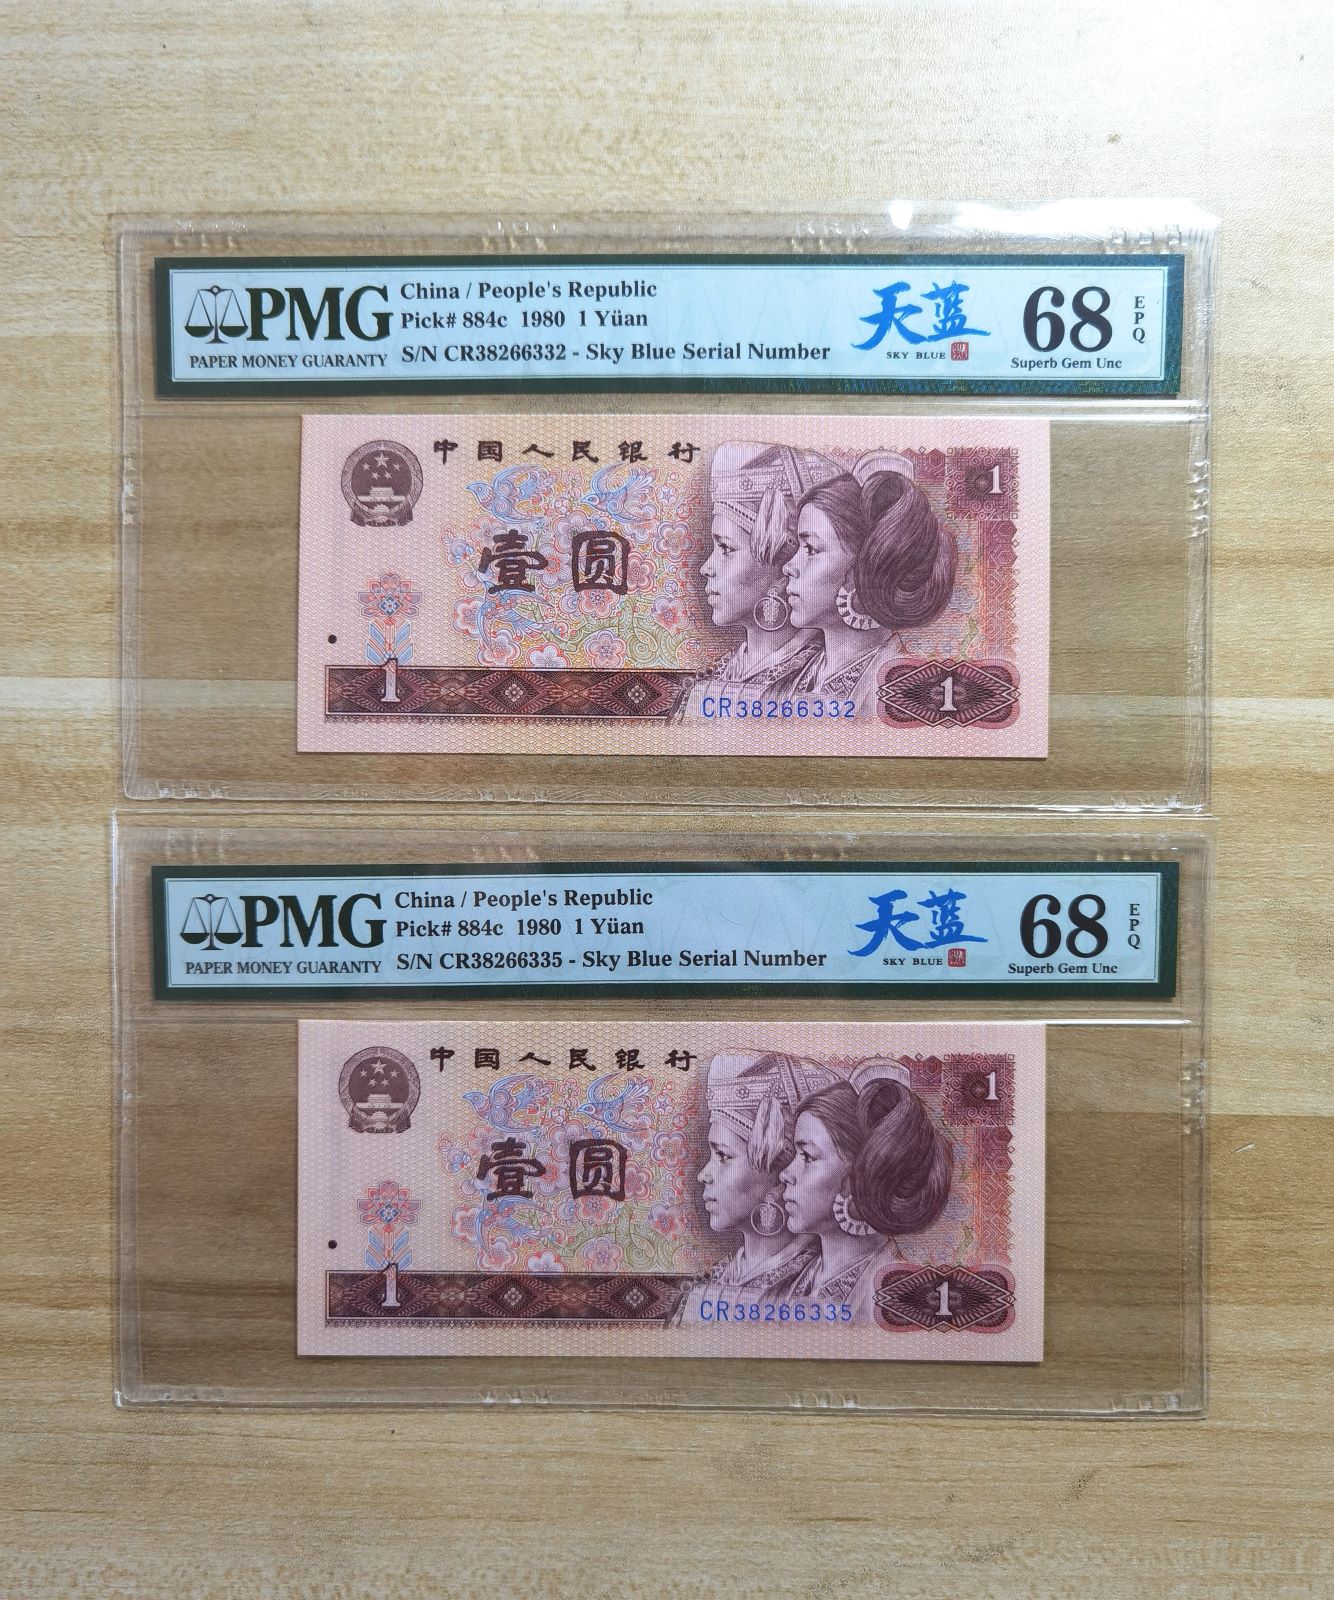 PMG
PAPER MONEY GUARANTY
China / People's Republic
Pick# 884c 1980 1 Yüan
S/N CR38266332 - Sky Blue Serial Number
天蓝
SKY BLUE
68
EPQ
Superb Gem Unc
中国人民银行
1
壹圆
1
CR38266332
1
PMG
PAPER MONEY GUARANTY
China / People's Republic
Pick# 884c 1980 1 Yüan
S/N CR38266335 - Sky Blue Serial Number
天蓝
SKY BLUE
68
EPQ
Superb Gem Unc
中国人民银行
1
壹圆
1
CR38266335
1